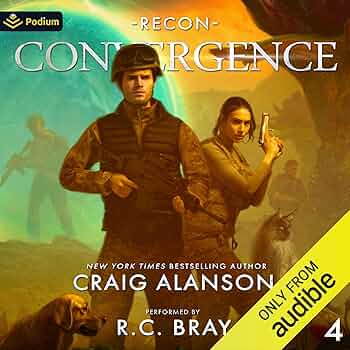 Podium
-RECON-
CONVERGENCE
NEW YORK TIMES BESTSELLING AUTHOR
CRAIG ALANSON
PERFORMED BY
R.C. BRAY
ONLY FROM
audible
4